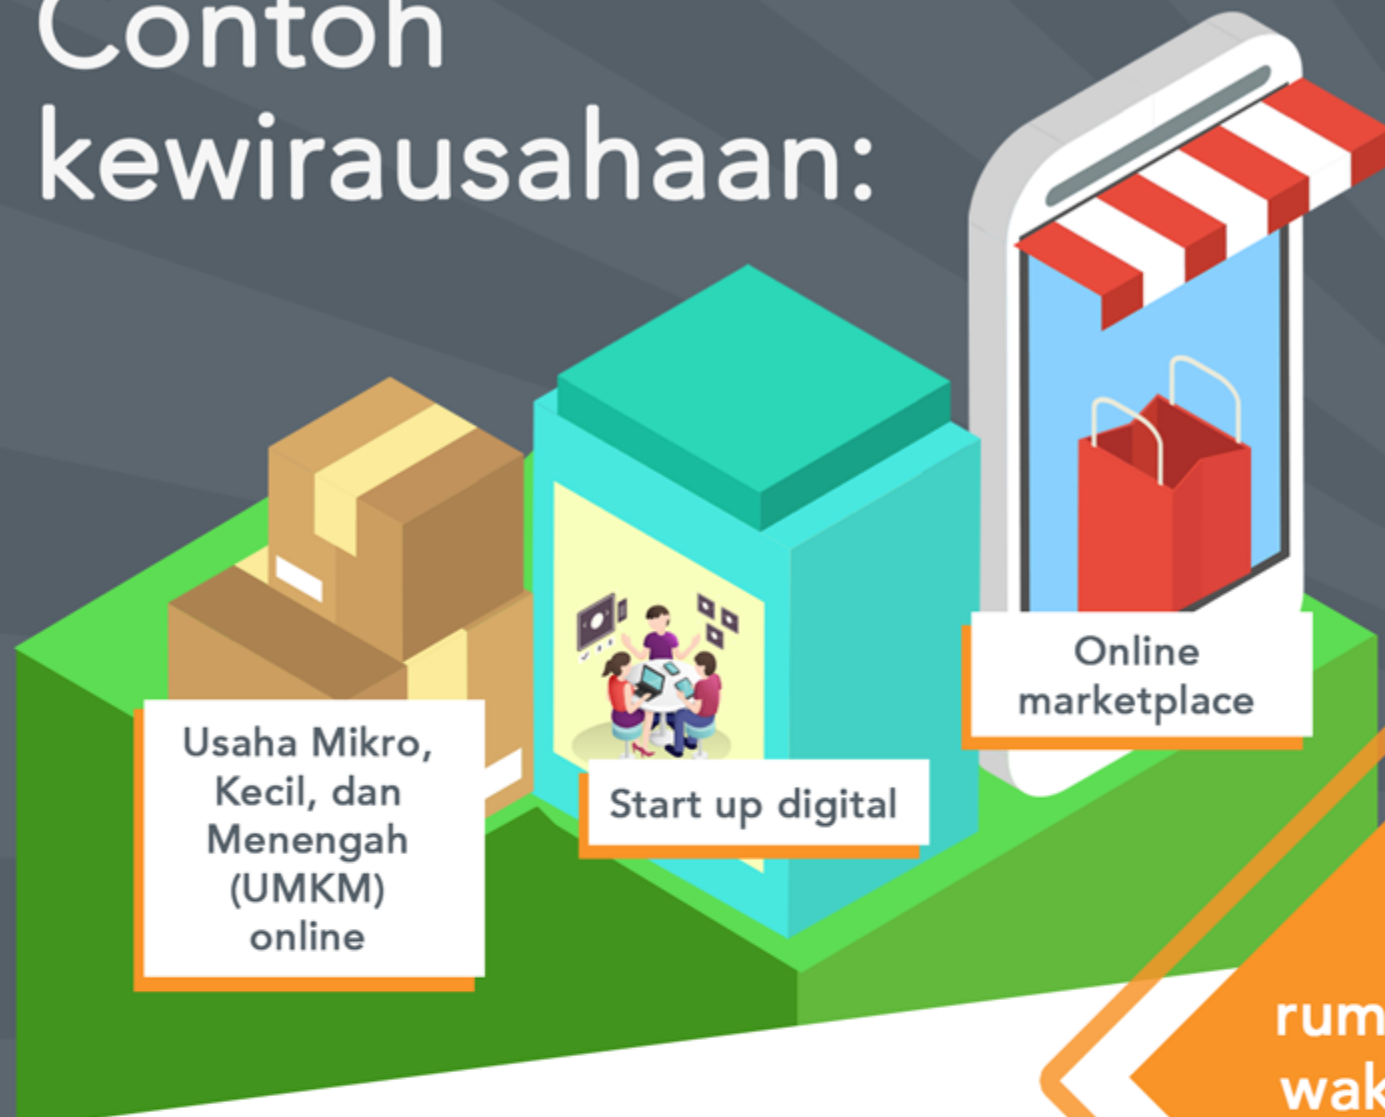 Contoh
kewirausahaan:
Usaha Mikro,
Kecil, dan
Menengah
(UMKM)
online
Start up digital
Online
marketplace